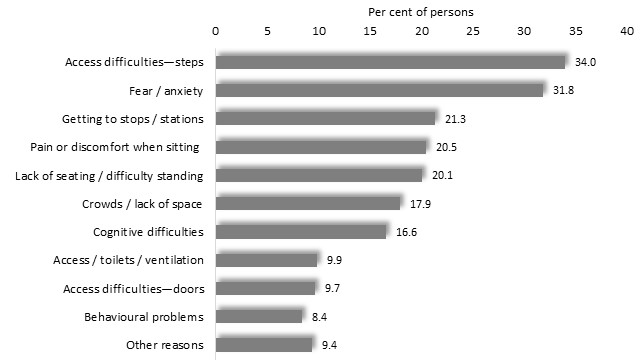 Per cent of persons
0 5 10 15 20 25 30 35 40
Access difficulties—steps 34.0
Fear / anxiety 31.8
Getting to stops / stations 21.3
Pain or discomfort when sitting 20.5
Lack of seating / difficulty standing 20.1
Crowds / lack of space 17.9
Cognitive difficulties 16.6
Access / toilets / ventilation 9.9
Access difficulties—doors 9.7
Behavioural problems 8.4
Other reasons 9.4